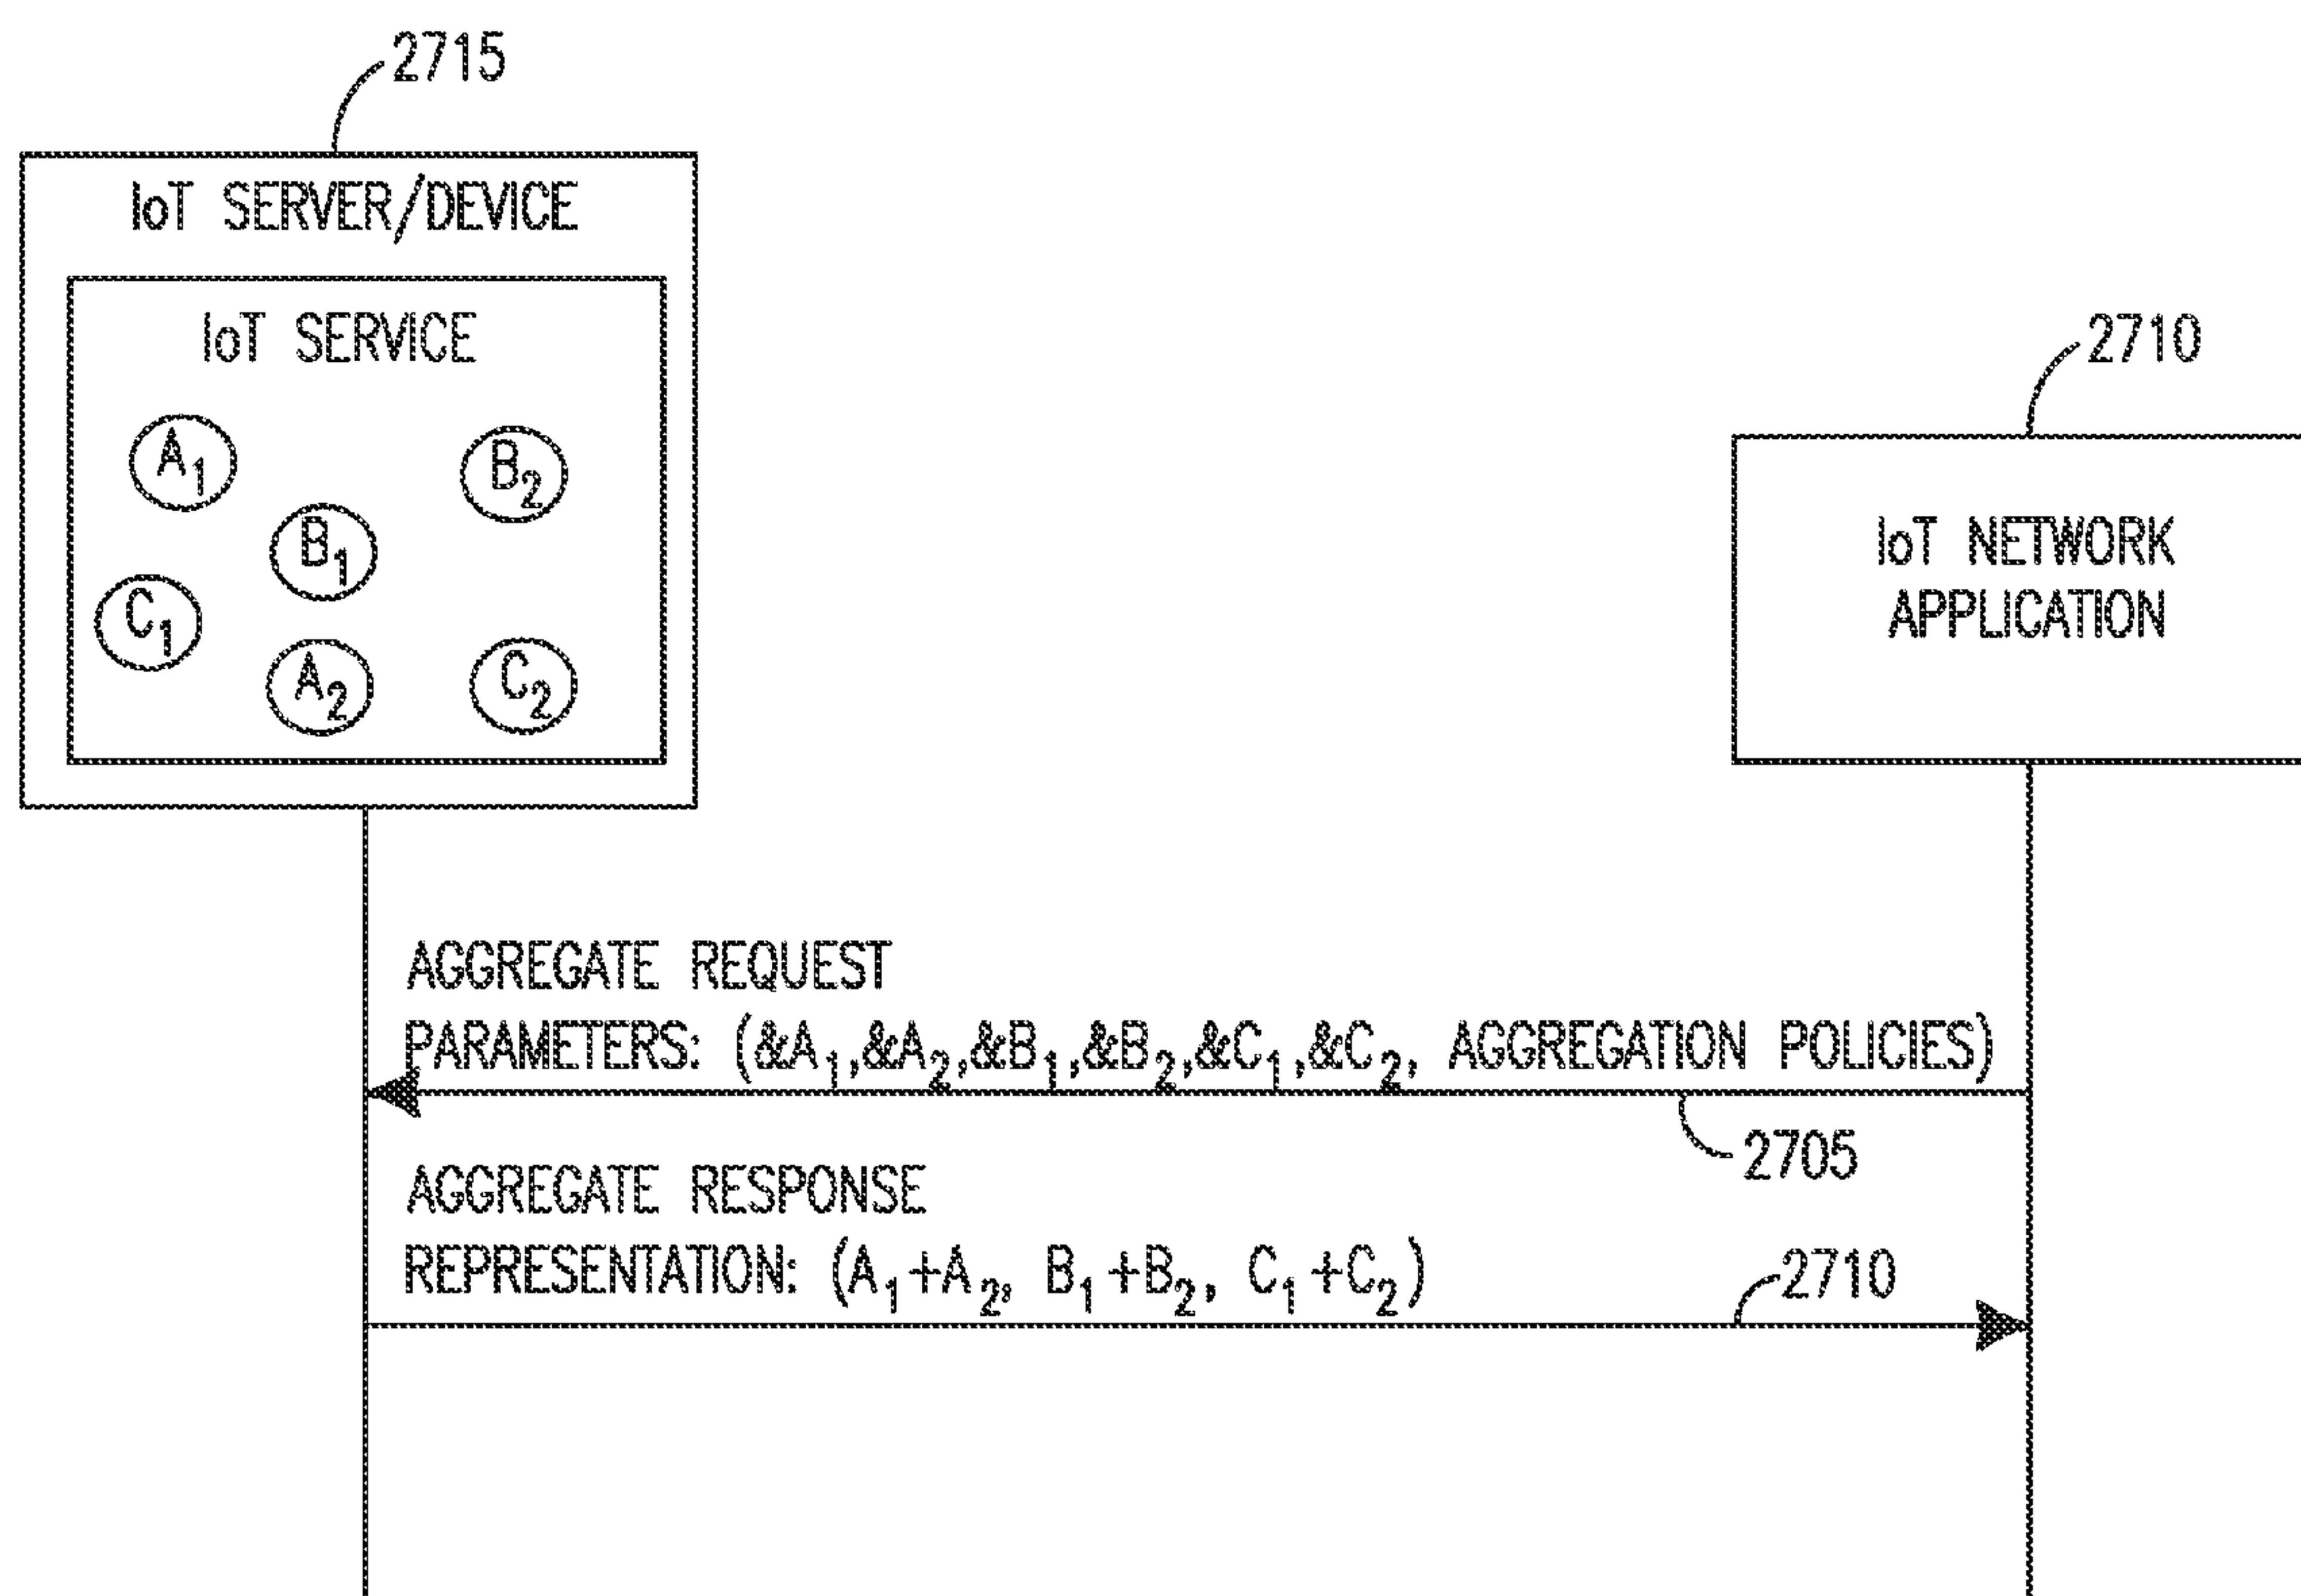 2715
IoT SERVER/DEVICE
IoT SERVICE
A₁
B₂
B₁
C₁
A₂
C₂
2710
IoT NETWORK
APPLICATION
AGGREGATE REQUEST
PARAMETERS: (&A₁,&A₂,&B₁,&B₂,&C₁,&C₂, AGGREGATION POLICIES)
2705
AGGREGATE RESPONSE
REPRESENTATION: (A₁+A₂, B₁+B₂, C₁+C₂)
2710